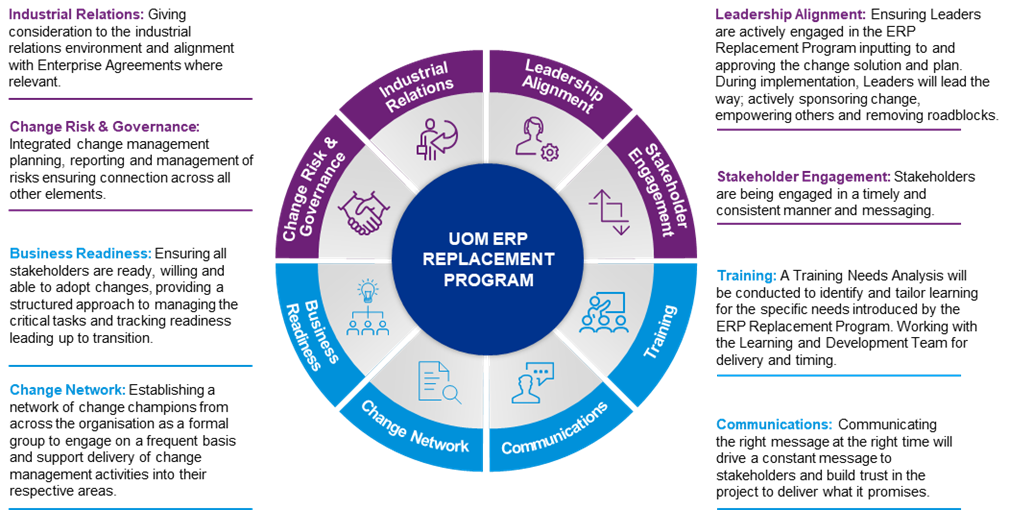 Industrial Relations: Giving
consideration to the industrial
relations environment and alignment
with Enterprise Agreements where
relevant.
Change Risk & Governance:
Integrated change management
planning, reporting and management of
risks ensuring connection across all
other elements.
Business Readiness: Ensuring all
stakeholders are ready, willing and
able to adopt changes, providing a
structured approach to managing the
critical tasks and tracking readiness
leading up to transition.
Change Network: Establishing a
network of change champions from
across the organisation as a formal
group to engage on a frequent basis
and support delivery of change
management activities into their
respective areas.
Industrial
Relations
Leadership
Alignment
Change Risk &
Governance
Stakeholder
Engagement
UOM ERP
REPLACEMENT
PROGRAM
Business
Readiness
Training
Change Network
Communications
Leadership Alignment: Ensuring Leaders
are actively engaged in the ERP
Replacement Program inputting to and
approving the change solution and plan.
During implementation, Leaders will lead the
way; actively sponsoring change,
empowering others and removing roadblocks.
Stakeholder Engagement: Stakeholders
are being engaged in a timely and
consistent manner and messaging.
Training: A Training Needs Analysis will
be conducted to identify and tailor learning
for the specific needs introduced by the
ERP Replacement Program. Working with
the Learning and Development Team for
delivery and timing.
Communications: Communicating
the right message at the right time will
drive a constant message to
stakeholders and build trust in the
project to deliver what it promises.